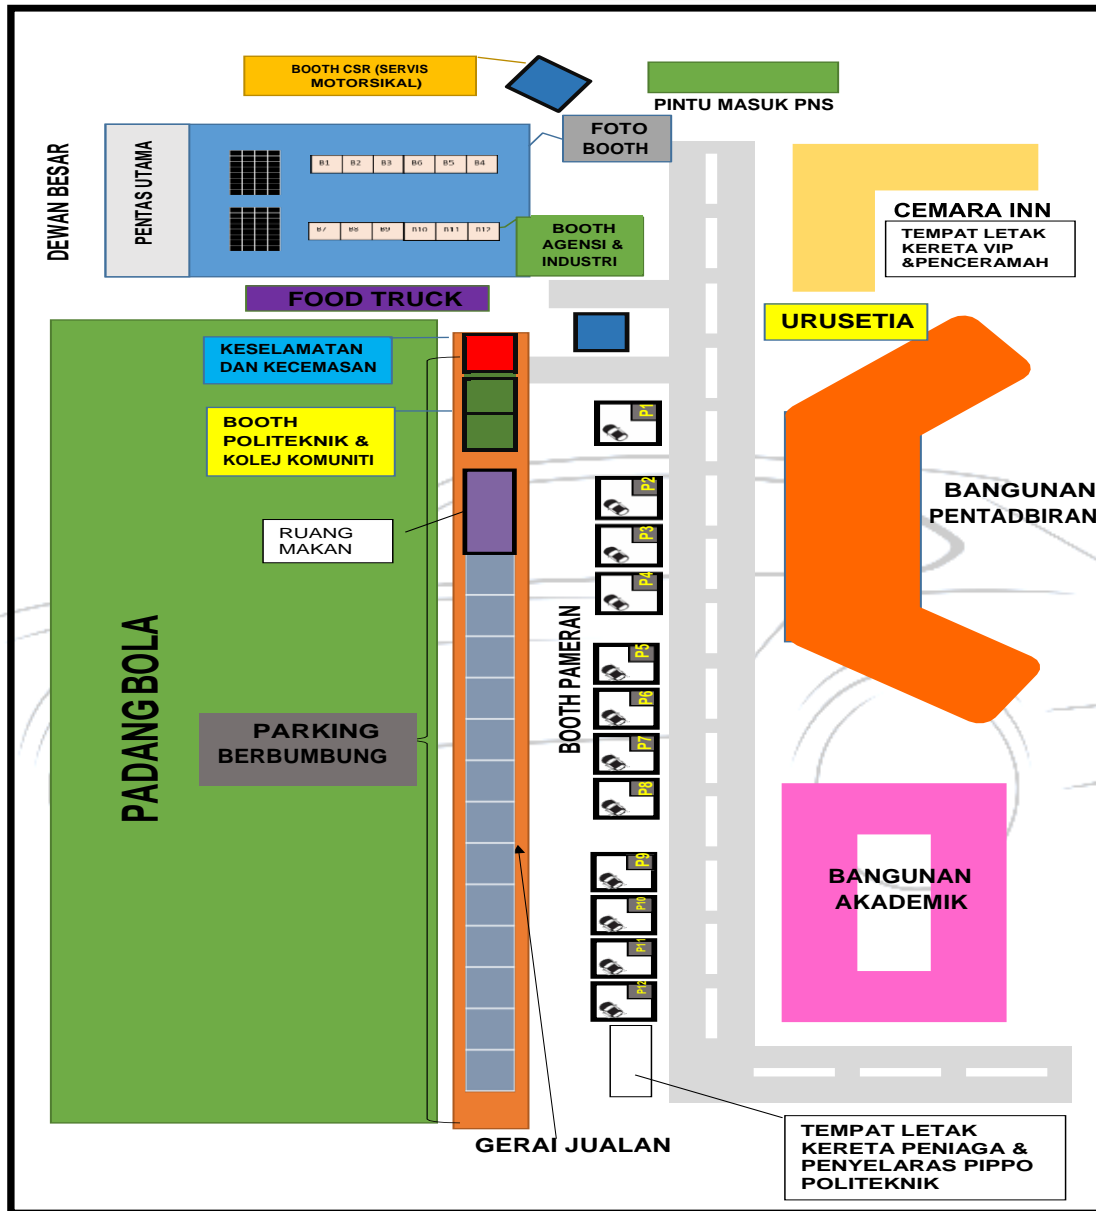 BOOTH CSR (SERVIS
MOTORSIKAL)
PINTU MASUK PNS
FOTO
BOOTH
DEWAN BESAR
PENTAS UTAMA
B1 B2 B3 B6 B5 B4
B7 B8 B9 B10 B11 B12
BOOTH
AGENSI &
INDUSTRI
CEMARA INN
TEMPAT LETAK
KERETA VIP
&PENCERAMAH
FOOD TRUCK
URUSETIA
KESELAMATAN
DAN KECEMASAN
BOOTH
POLITEKNIK &
KOLEJ KOMUNITI
RUANG
MAKAN
P1
P2
P3
P4
P5
P6
P7
P8
P9
P10
P11
P12
BANGUNAN
PENTADBIRAN
BOOTH PAMERAN
PADANGBOLA
PARKING
BERBUMBUNG
BANGUNAN
AKADEMIK
GERAI JUALAN
TEMPAT LETAK
KERETA PENIAGA &
PENYELARAS PIPPO
POLITEKNIK